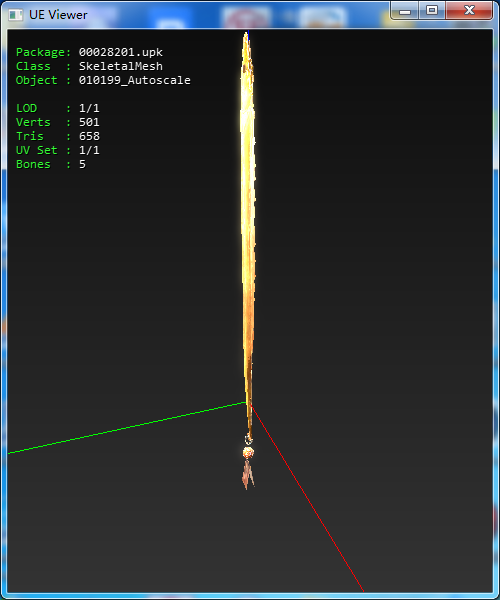 UE Viewer
Package: 00028201.upk
Class : SkeletalMesh
Object : 010199_Autoscale
LOD : 1/1
Verts : 501
Tris : 658
UV Set : 1/1
Bones : 5